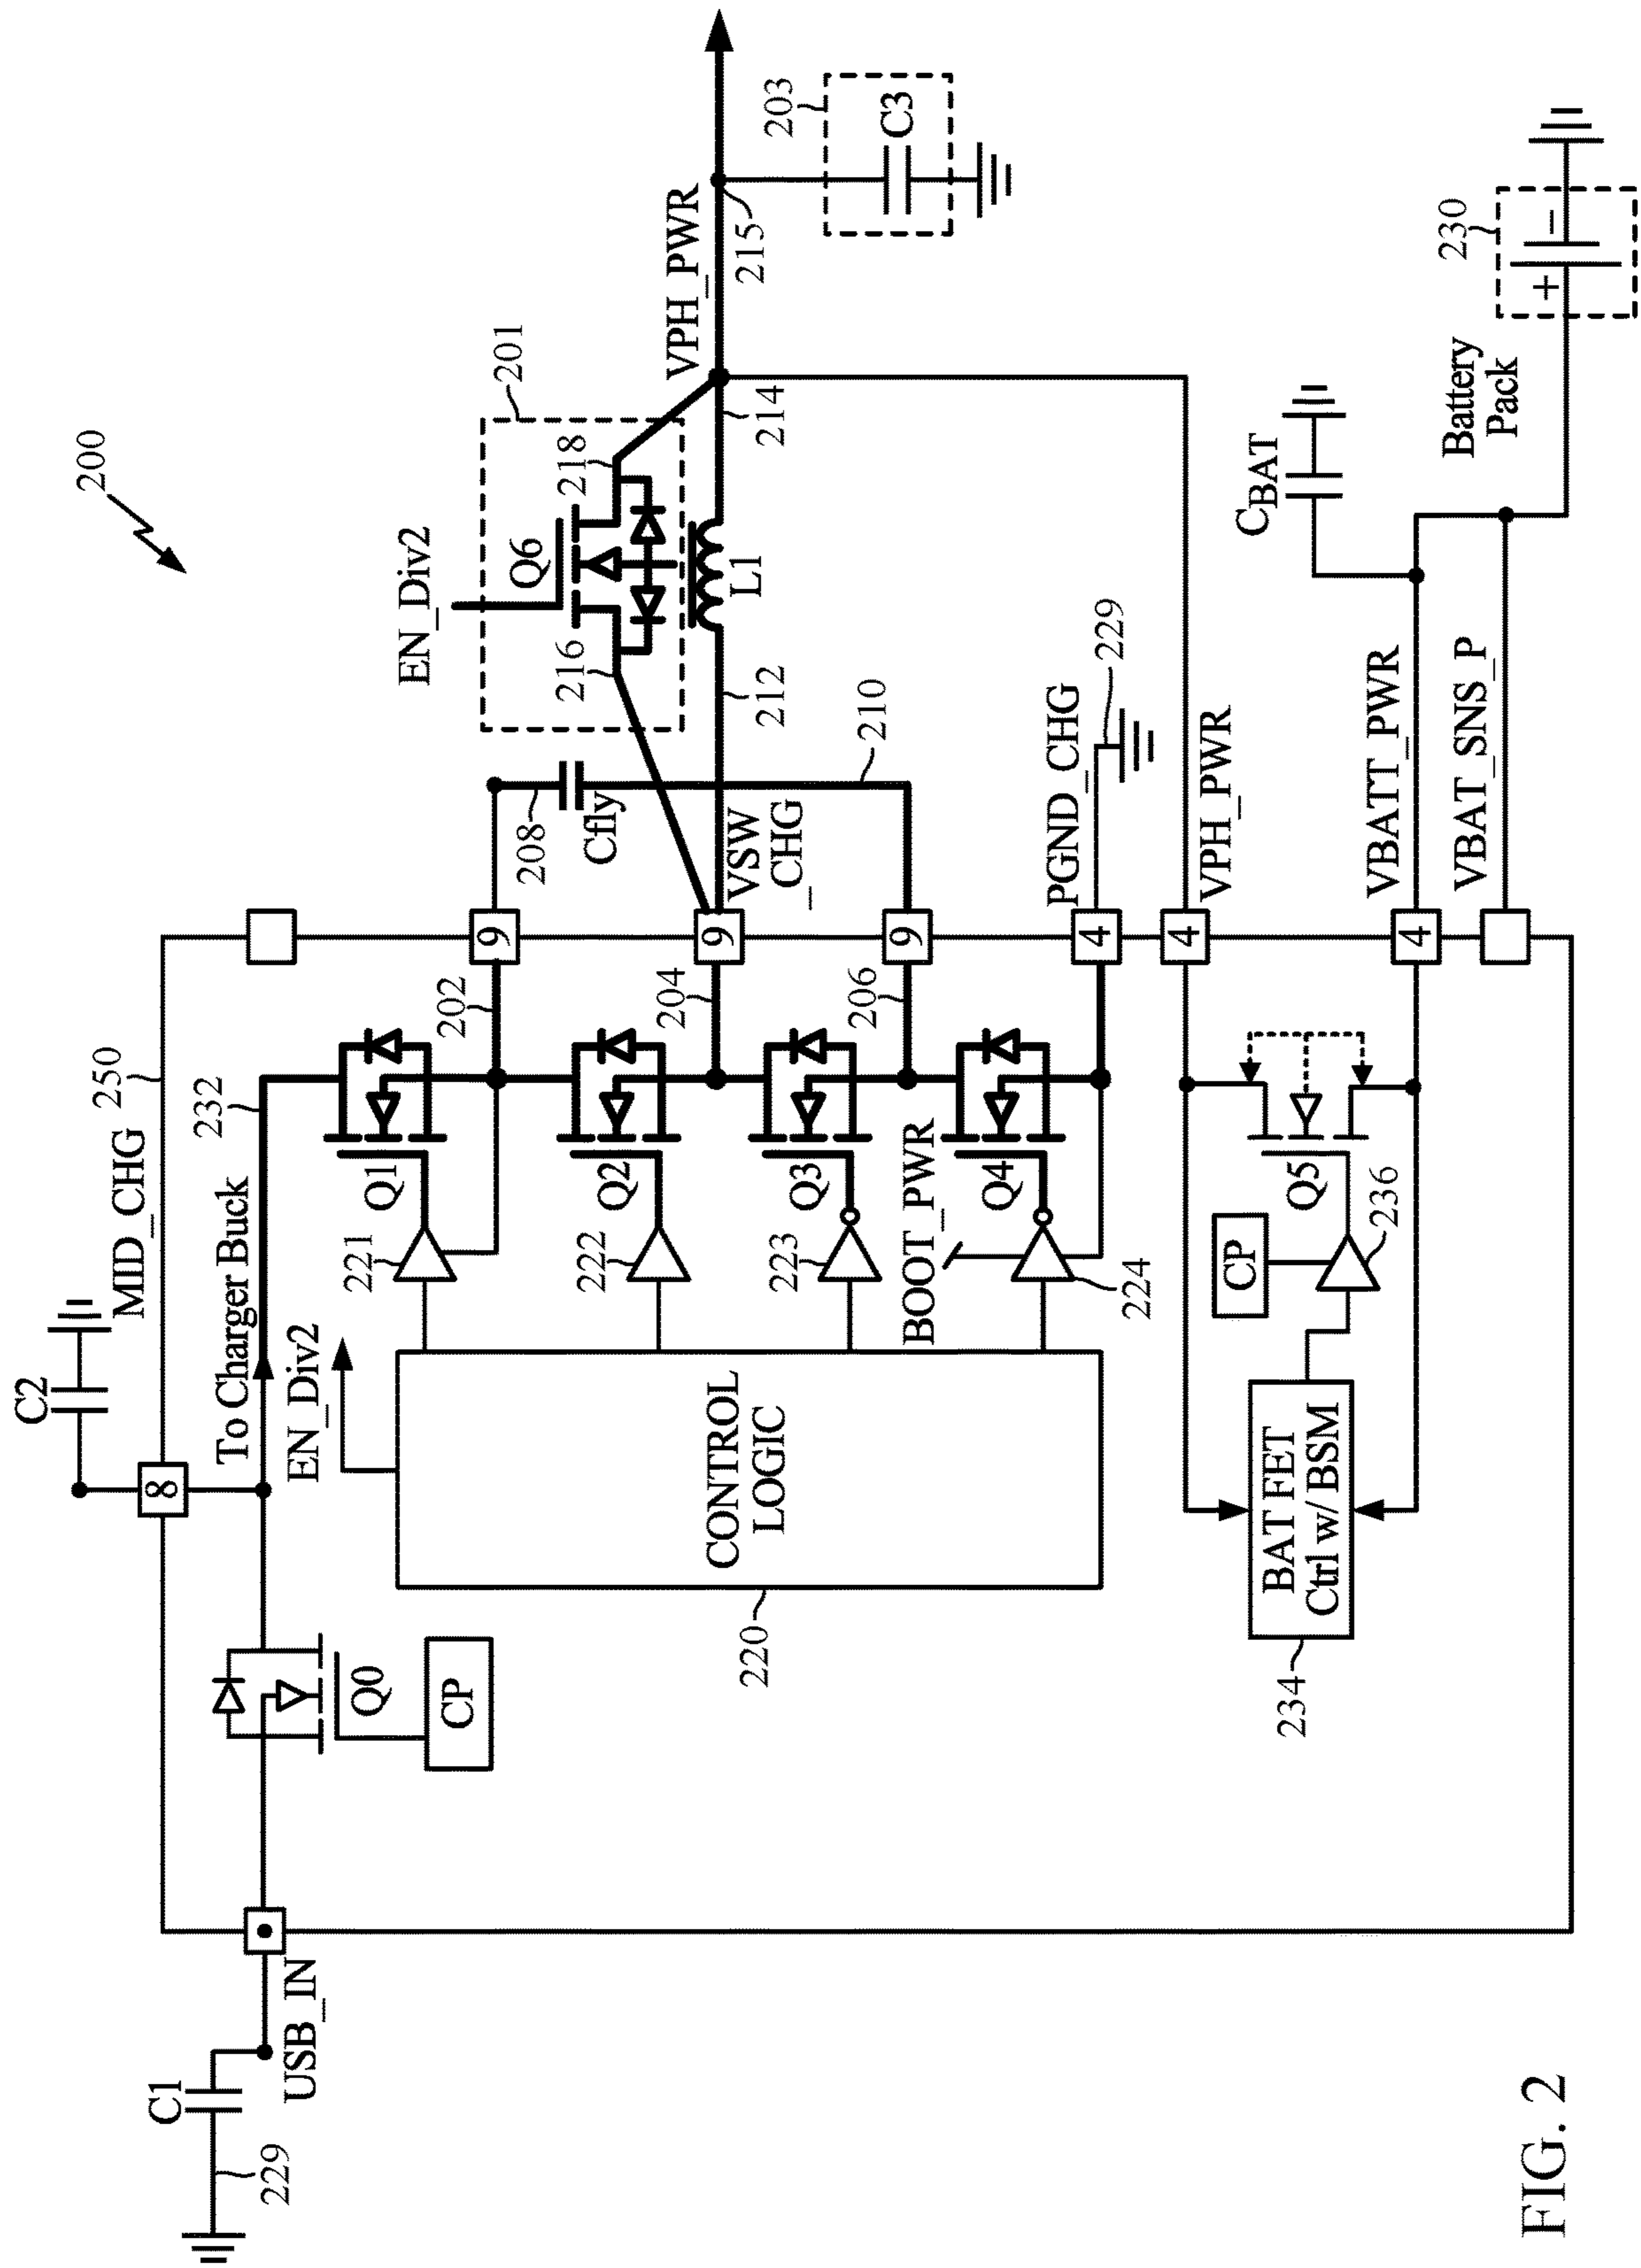 200
C2
8
MID_CHG
250
To Charger Buck
232
EN_Div2
C1
229
USB_IN
Q0
CP
CONTROL
LOGIC
220
221
222
223
224
Q1
Q2
Q3
Q4
BOOT_PWR
202
204
206
9
9
9
4
4
4
208
Cfly
210
VSW
_CHG
212
EN_Div2
Q6
201
216
218
L1
214
VPH_PWR
215
203
C3
PGND_CHG
229
VPH_PWR
VBATT_PWR
VBAT_SNS_P
CBAT
Battery
Pack
230
+
−
BAT FET
Ctrl w/ BSM
234
CP
236
Q5
FIG. 2